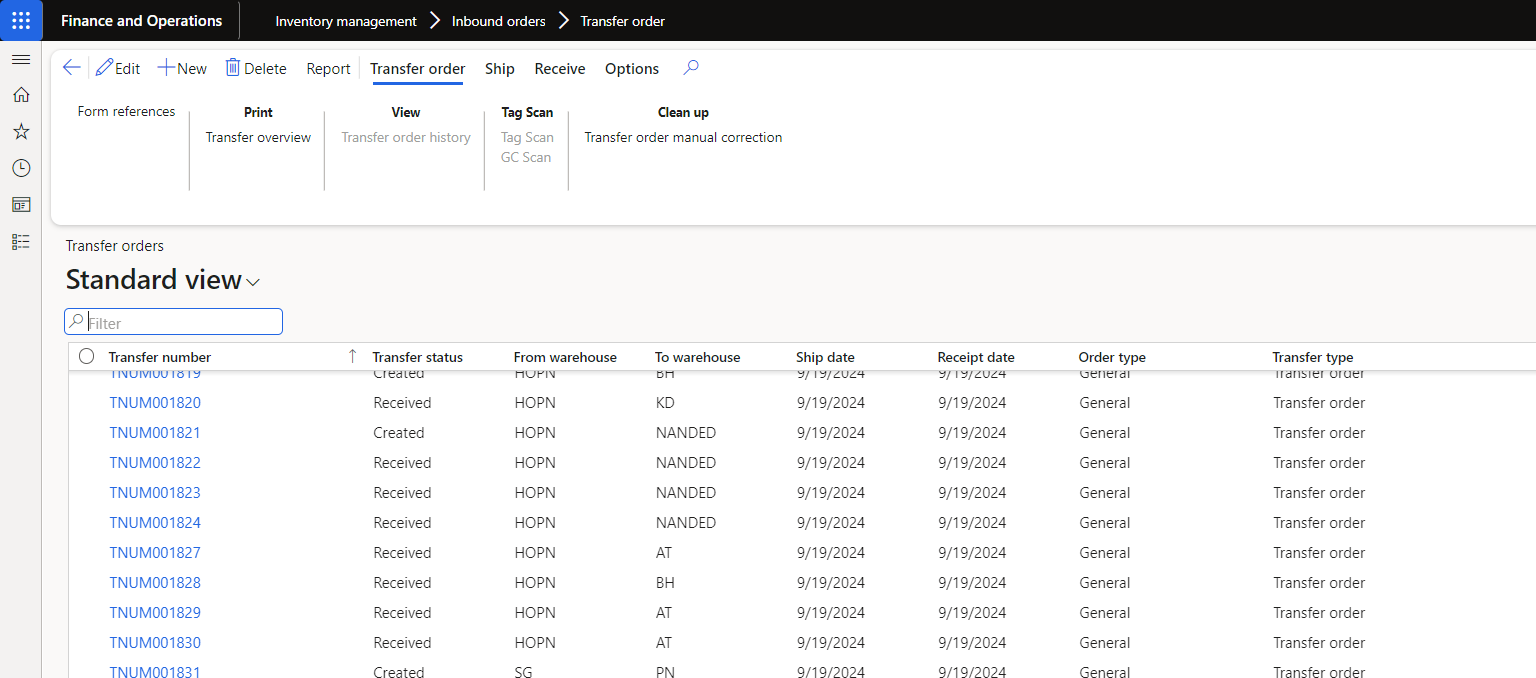 Finance and Operations Inventory management Inbound orders Transfer order
Edit New Delete Report Transfer order Ship Receive Options
Form references Print View Tag Scan Clean up
Transfer overview Transfer order history Tag Scan Transfer order manual correction
GC Scan
Transfer orders
Standard view
Filter
Transfer number Transfer status From warehouse To warehouse Ship date Receipt date Order type Transfer type
TNUM001819 Created HOPN BH 9/19/2024 9/19/2024 General Transfer order
TNUM001820 Received HOPN KD 9/19/2024 9/19/2024 General Transfer order
TNUM001821 Created HOPN NANDED 9/19/2024 9/19/2024 General Transfer order
TNUM001822 Received HOPN NANDED 9/19/2024 9/19/2024 General Transfer order
TNUM001823 Received HOPN NANDED 9/19/2024 9/19/2024 General Transfer order
TNUM001824 Received HOPN NANDED 9/19/2024 9/19/2024 General Transfer order
TNUM001827 Received HOPN AT 9/19/2024 9/19/2024 General Transfer order
TNUM001828 Received HOPN BH 9/19/2024 9/19/2024 General Transfer order
TNUM001829 Received HOPN AT 9/19/2024 9/19/2024 General Transfer order
TNUM001830 Received HOPN AT 9/19/2024 9/19/2024 General Transfer order
TNUM001831 Created SG PN 9/19/2024 9/19/2024 General Transfer order